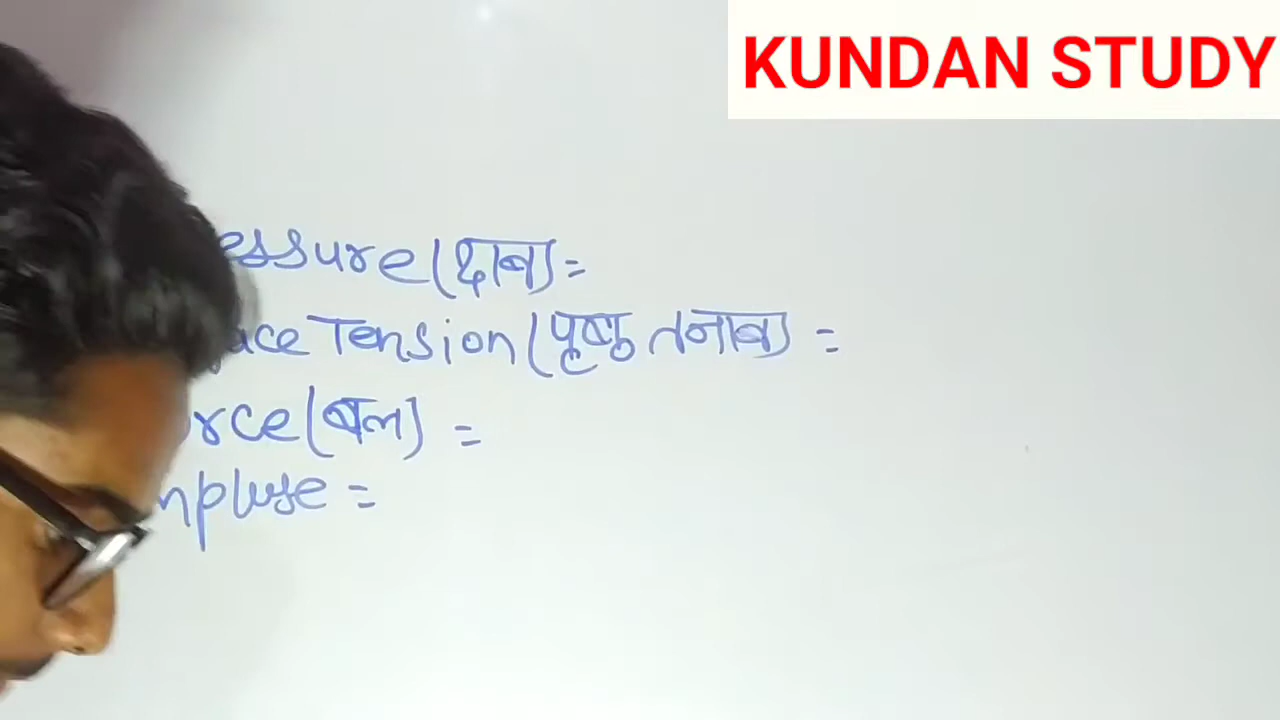 KUNDAN STUDY
essure (दाब) =
ace Tension (पृष्ठ तनाब) =
rce (बल) =
npluse =